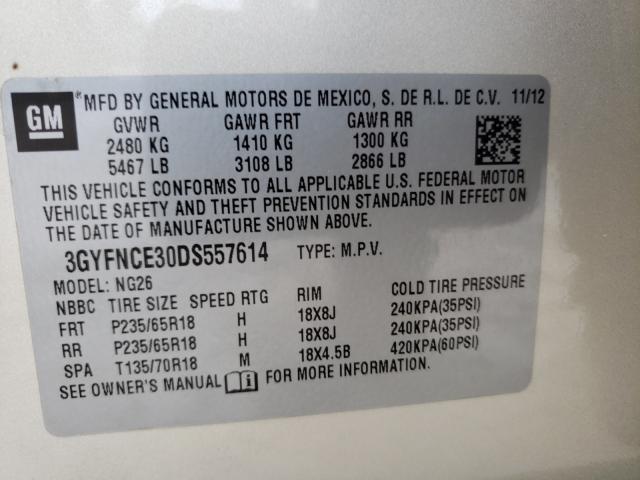 GM
*MFD BY GENERAL MOTORS DE MEXICO, S. DE R.L. DE C.V. 11/12
GVWR GAWR FRT GAWR RR
2480 KG 1410 KG 1300 KG
5467 LB 3108 LB 2866 LB
THIS VEHICLE CONFORMS TO ALL APPLICABLE U.S. FEDERAL MOTOR
VEHICLE SAFETY AND THEFT PREVENTION STANDARDS IN EFFECT ON
THE DATE OF MANUFACTURE SHOWN ABOVE.
3GYFNCE30DS557614 TYPE: M.P.V.
MODEL: NG26
NBBC TIRE SIZE SPEED RTG RIM COLD TIRE PRESSURE
FRT P235/65R18 H 18X8J 240KPA(35PSI)
RR P235/65R18 H 18X8J 240KPA(35PSI)
SPA T135/70R18 M 18X4.5B 420KPA(60PSI)
SEE OWNER'S MANUAL FOR MORE INFORMATION.